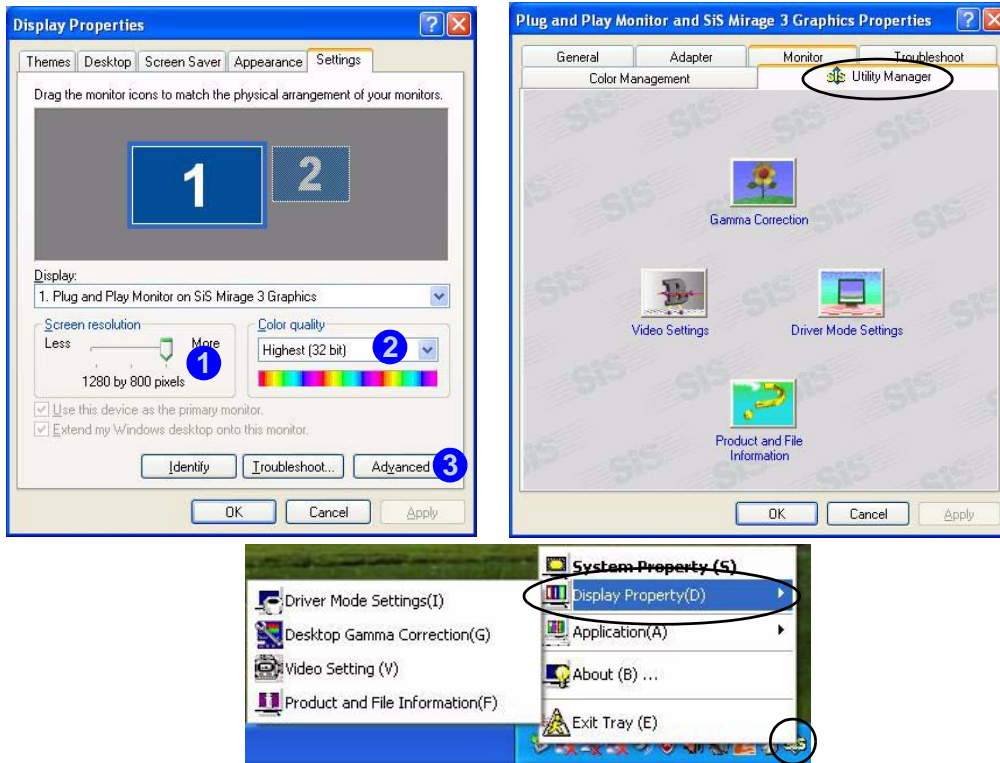 Display Properties
Themes Desktop Screen Saver Appearance Settings
Drag the monitor icons to match the physical arrangement of your monitors.
1 2
Display:
1. Plug and Play Monitor on SiS Mirage 3 Graphics
Screen resolution
Less More
1
1280 by 800 pixels
Color quality
Highest (32 bit) 2
Use this device as the primary monitor.
Extend my Windows desktop onto this monitor.
Identify Troubleshoot... Advanced 3
OK Cancel Apply
Plug and Play Monitor and SiS Mirage 3 Graphics Properties ?
General Adapter Monitor Troubleshoot
Color Management SiS Utility Manager
Gamma Correction
Video Settings Driver Mode Settings
Product and File
Information
OK Cancel Apply
Driver Mode Settings(I)
Desktop Gamma Correction(G)
Video Setting (V)
Product and File Information(F)
System Property (S)
Display Property(D)
Application(A)
About (B) ...
Exit Tray (E)
SiS